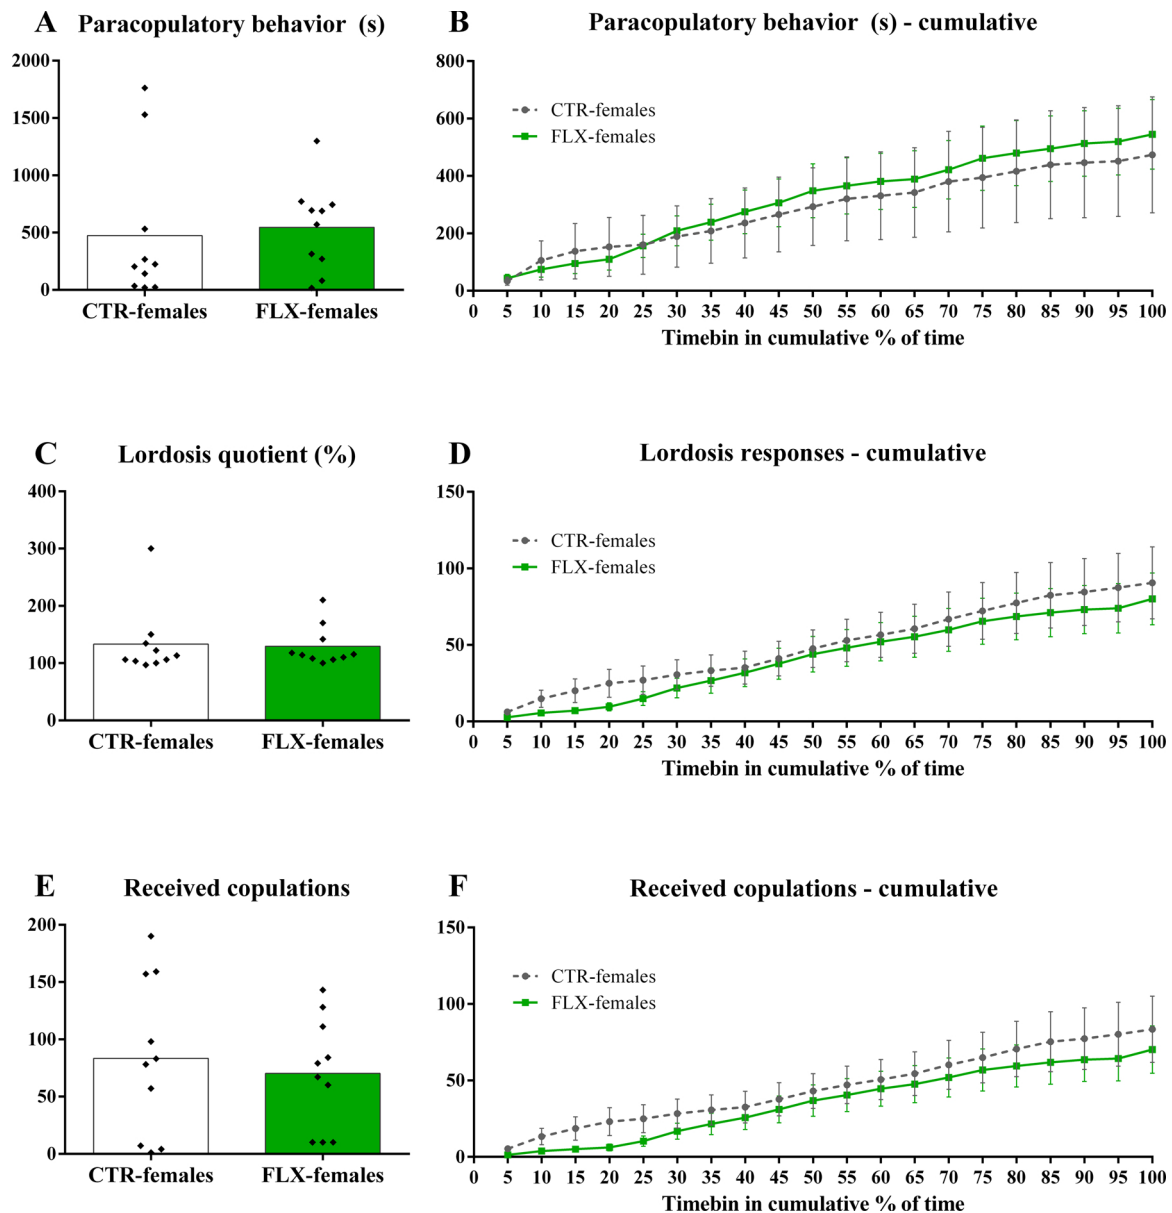 A Paracopulatory behavior (s)
2000
1500
1000
500
0
CTR-females FLX-females
B Paracopulatory behavior (s) - cumulative
800
600
400
200
0
CTR-females
FLX-females
0 5 10 15 20 25 30 35 40 45 50 55 60 65 70 75 80 85 90 95 100
Timebin in cumulative % of time
C Lordosis quotient (%)
400
300
200
100
0
CTR-females FLX-females
D Lordosis responses - cumulative
150
100
50
0
CTR-females
FLX-females
0 5 10 15 20 25 30 35 40 45 50 55 60 65 70 75 80 85 90 95 100
Timebin in cumulative % of time
E Received copulations
200
150
100
50
0
CTR-females FLX-females
F Received copulations - cumulative
150
100
50
0
CTR-females
FLX-females
0 5 10 15 20 25 30 35 40 45 50 55 60 65 70 75 80 85 90 95 100
Timebin in cumulative % of time